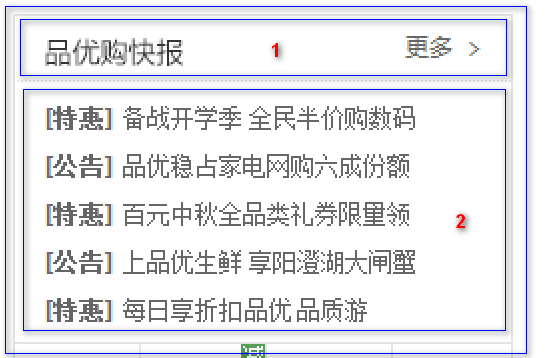 品优购快报 1 更多 >
[特惠] 备战开学季 全民半价购数码
[公告] 品优稳占家电网购六成份额
[特惠] 百元中秋全品类礼券限量领 2
[公告] 上品优生鲜 享阳澄湖大闸蟹
[特惠] 每日享折扣品优品质游